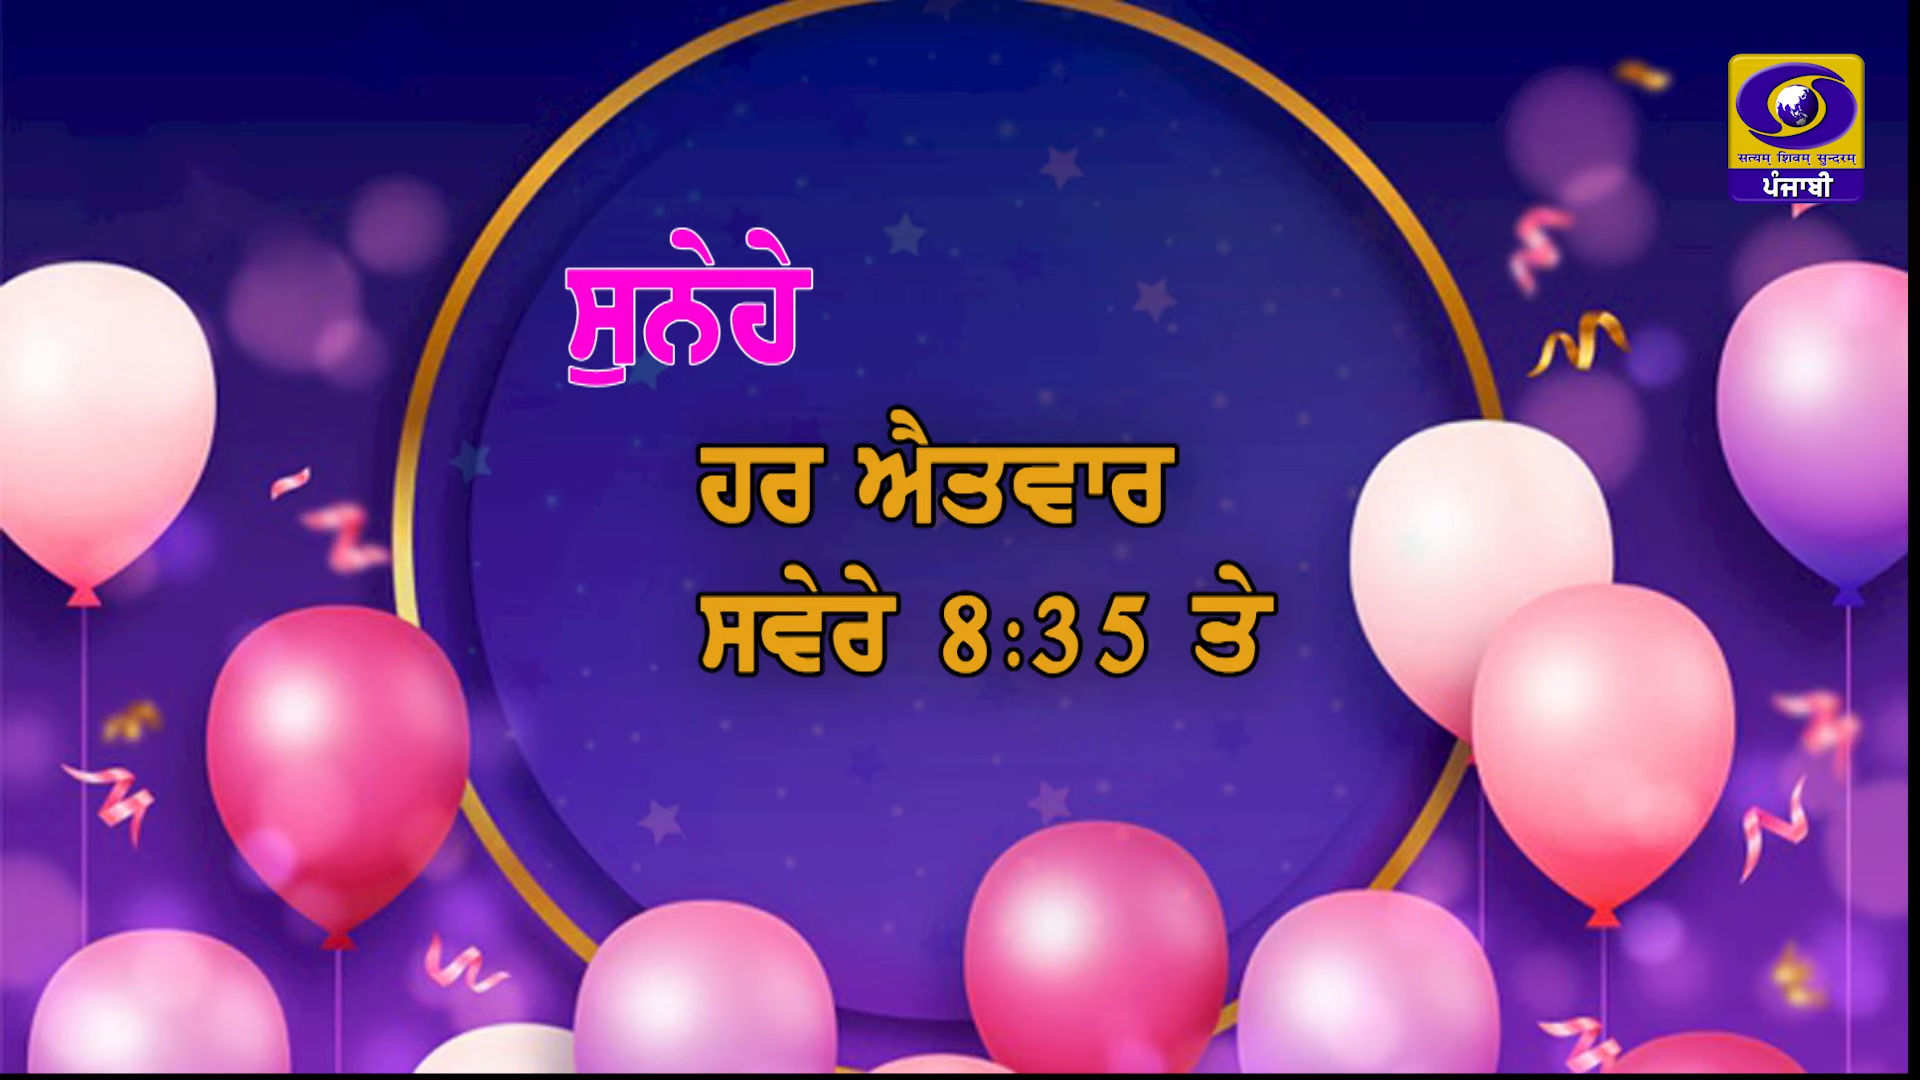 सत्यम् शिवम् सुन्दरम्
ਪੰਜਾਬੀ
ਸੁਨੇਹੇ
ਹਰ ਐਤਵਾਰ
ਸਵੇਰੇ 8:35 ਤੇ